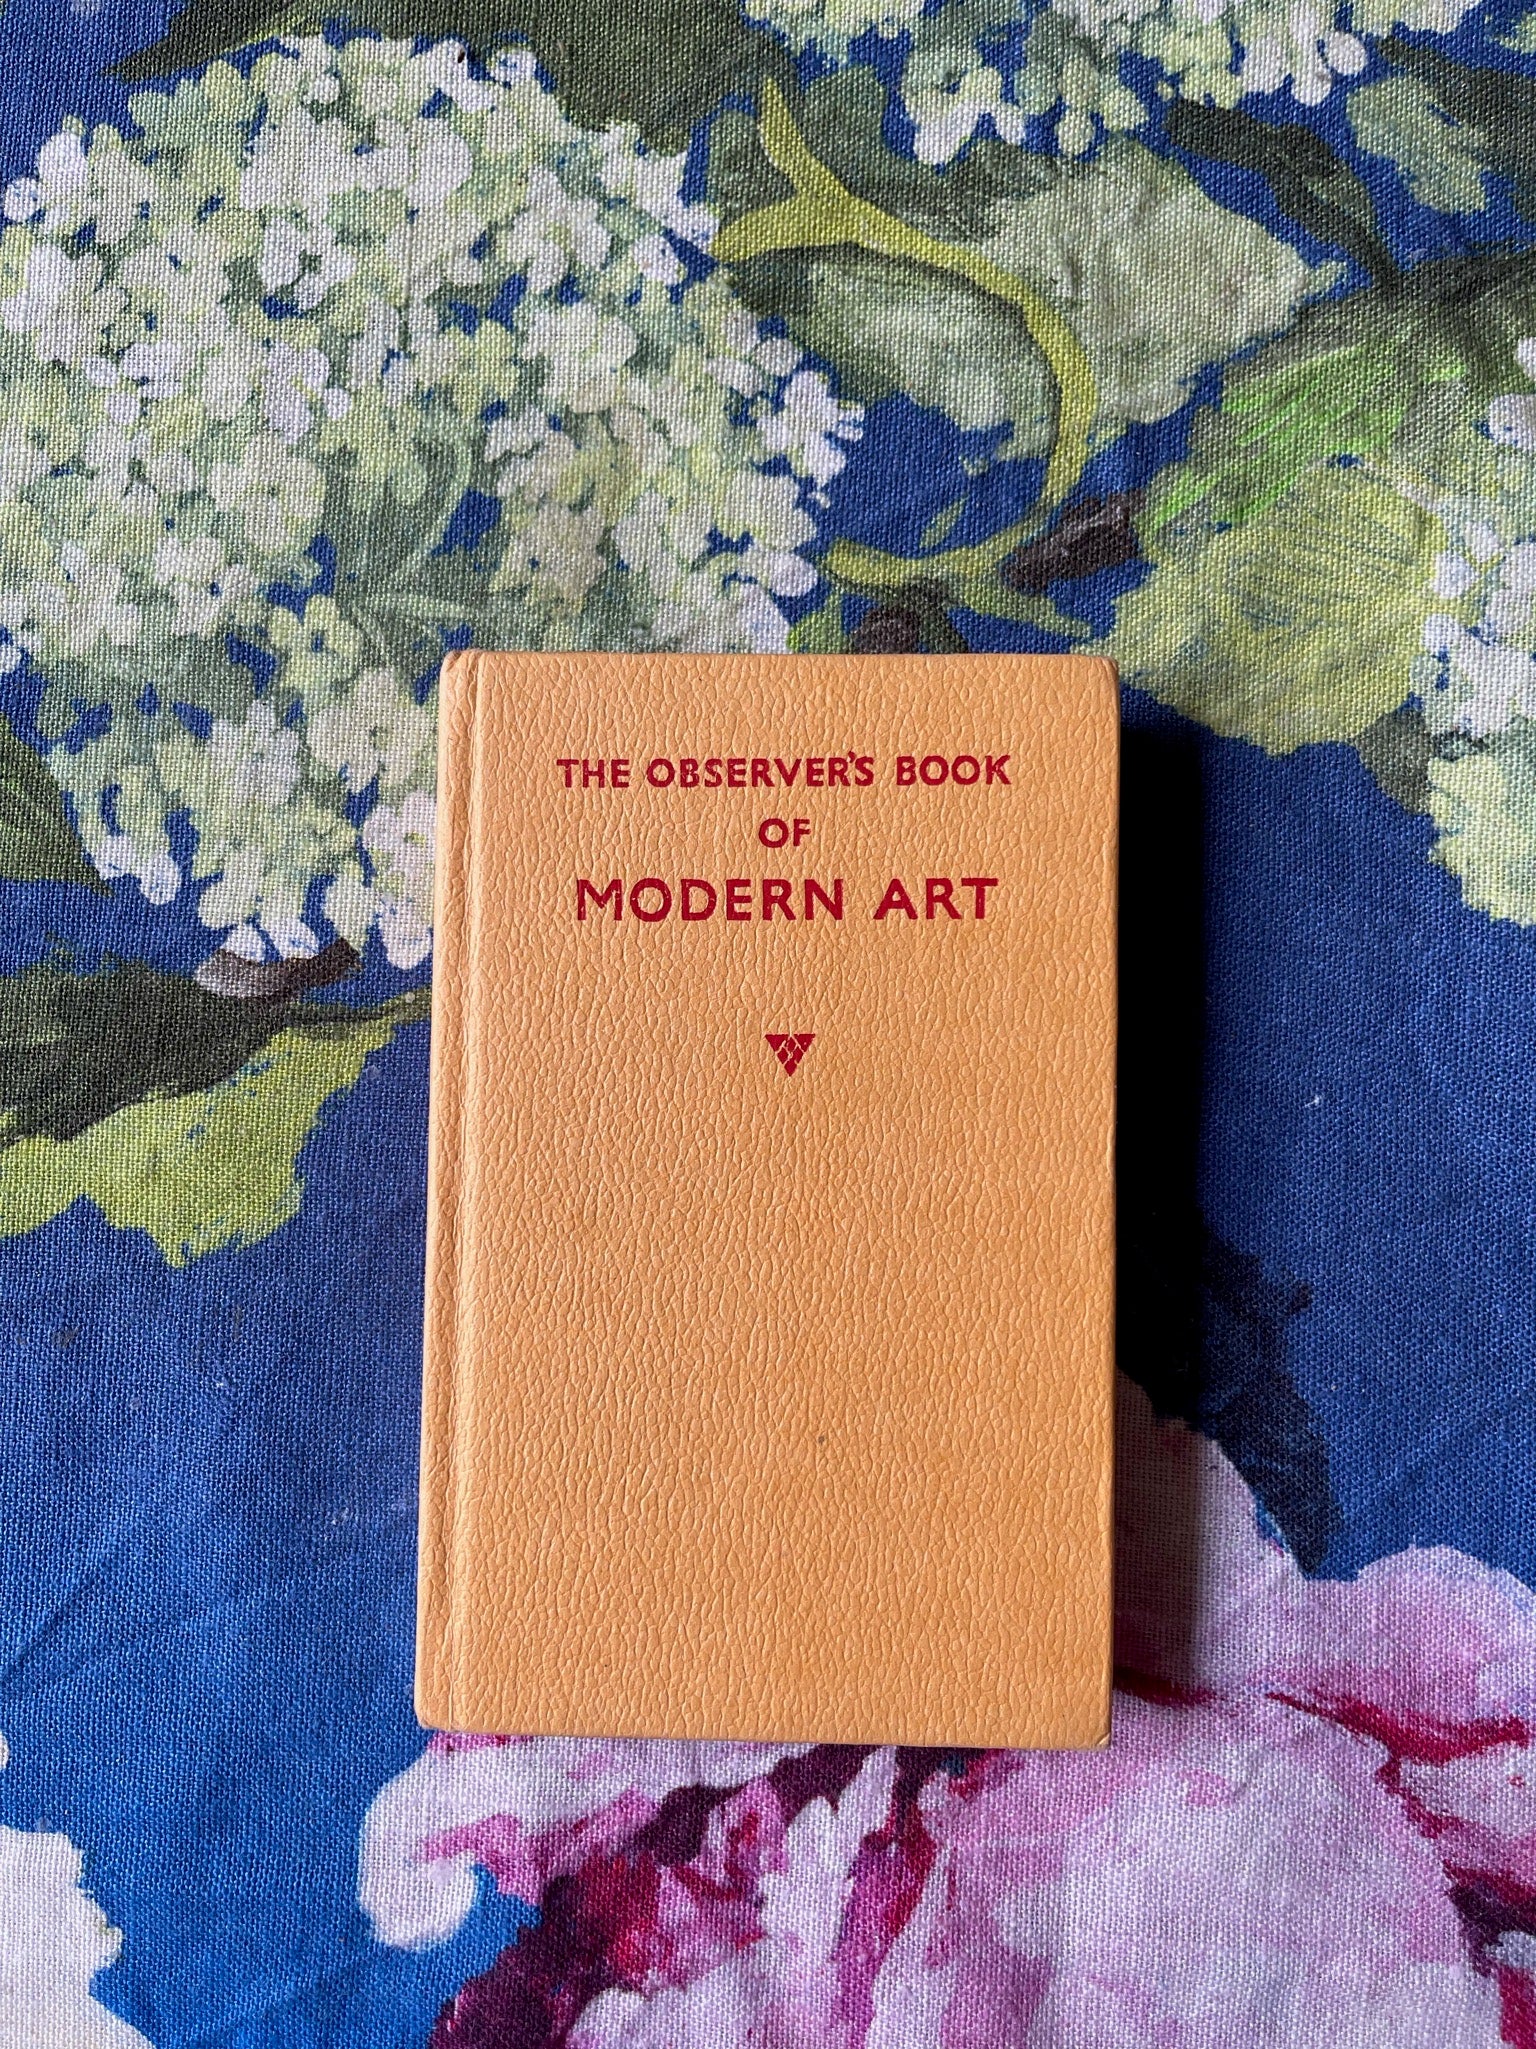 THE OBSERVER'S BOOK
OF
MODERN ART